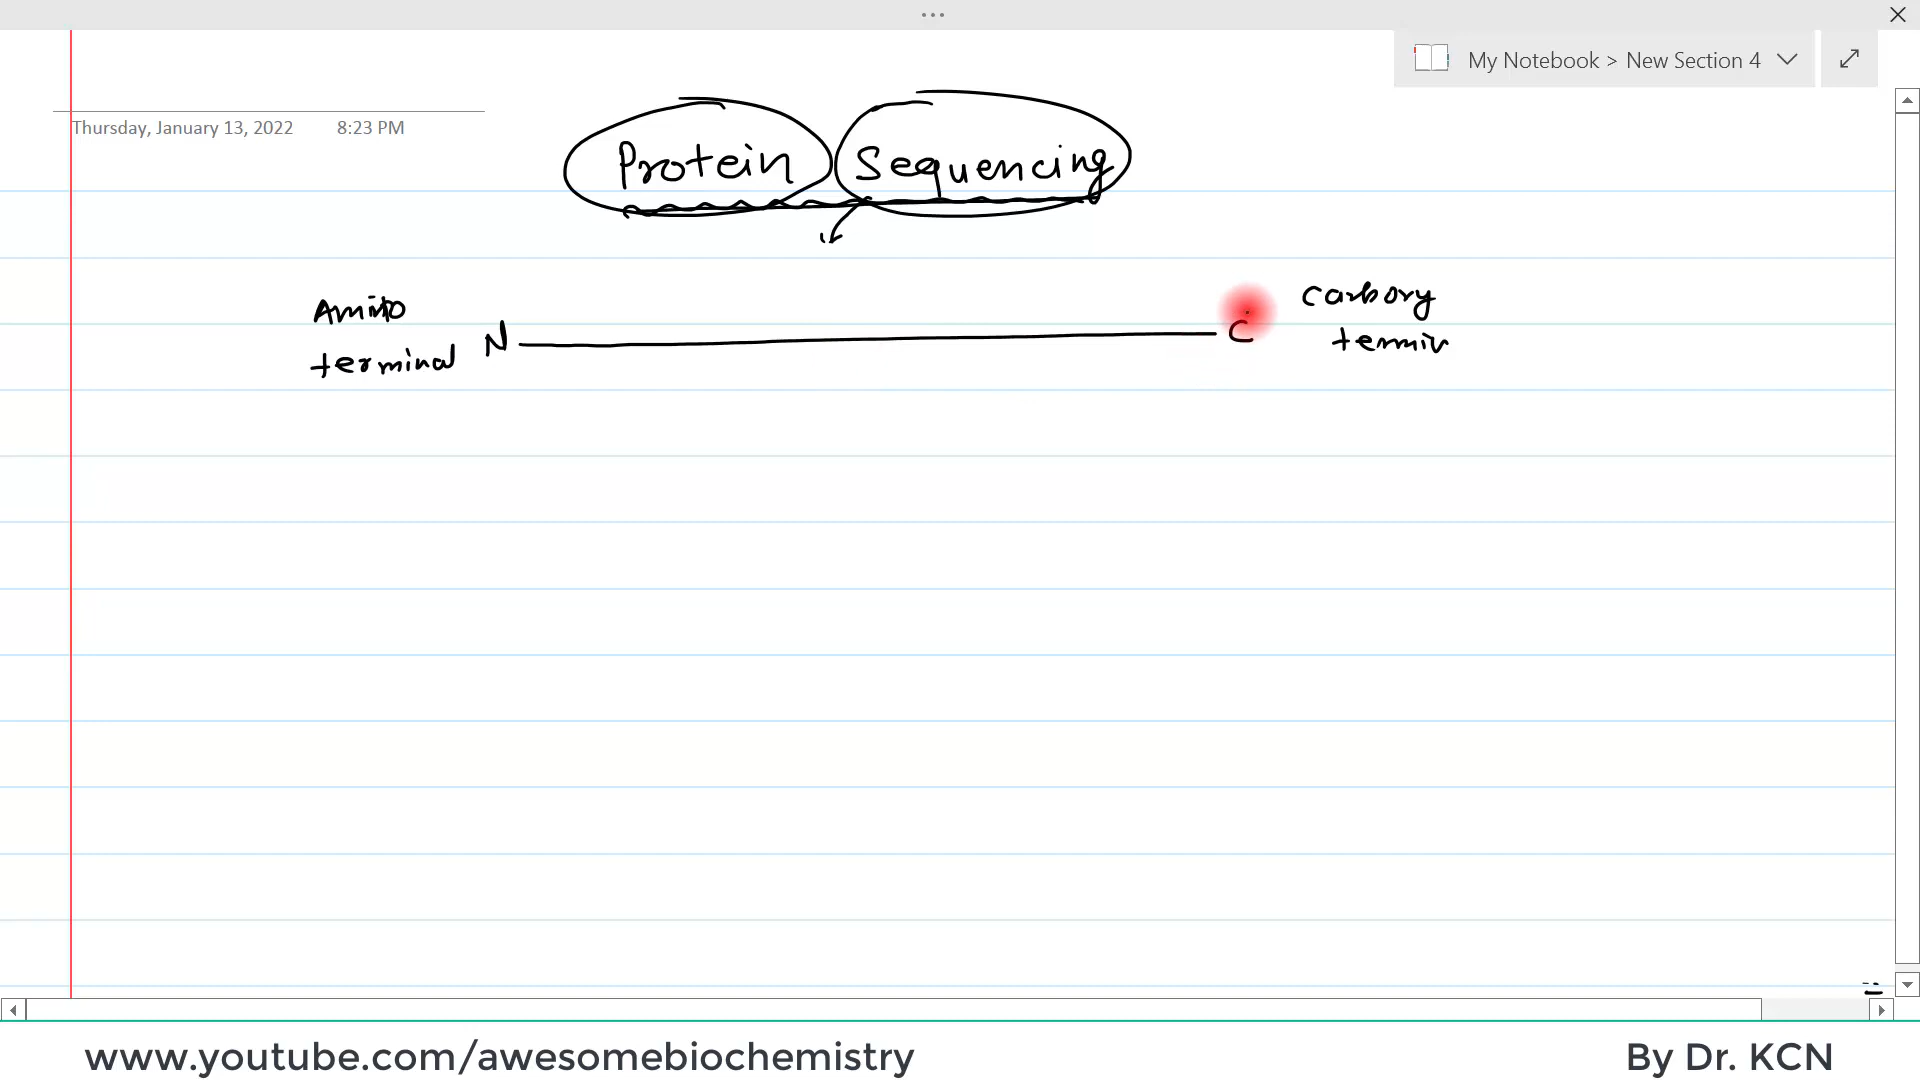 ...
My Notebook > New Section 4
Thursday, January 13, 2022 8:23 PM
Protein Sequencing
Amino
terminal
N
C
Carboxy
termin
www.youtube.com/awesomebiochemistry
By Dr. KCN